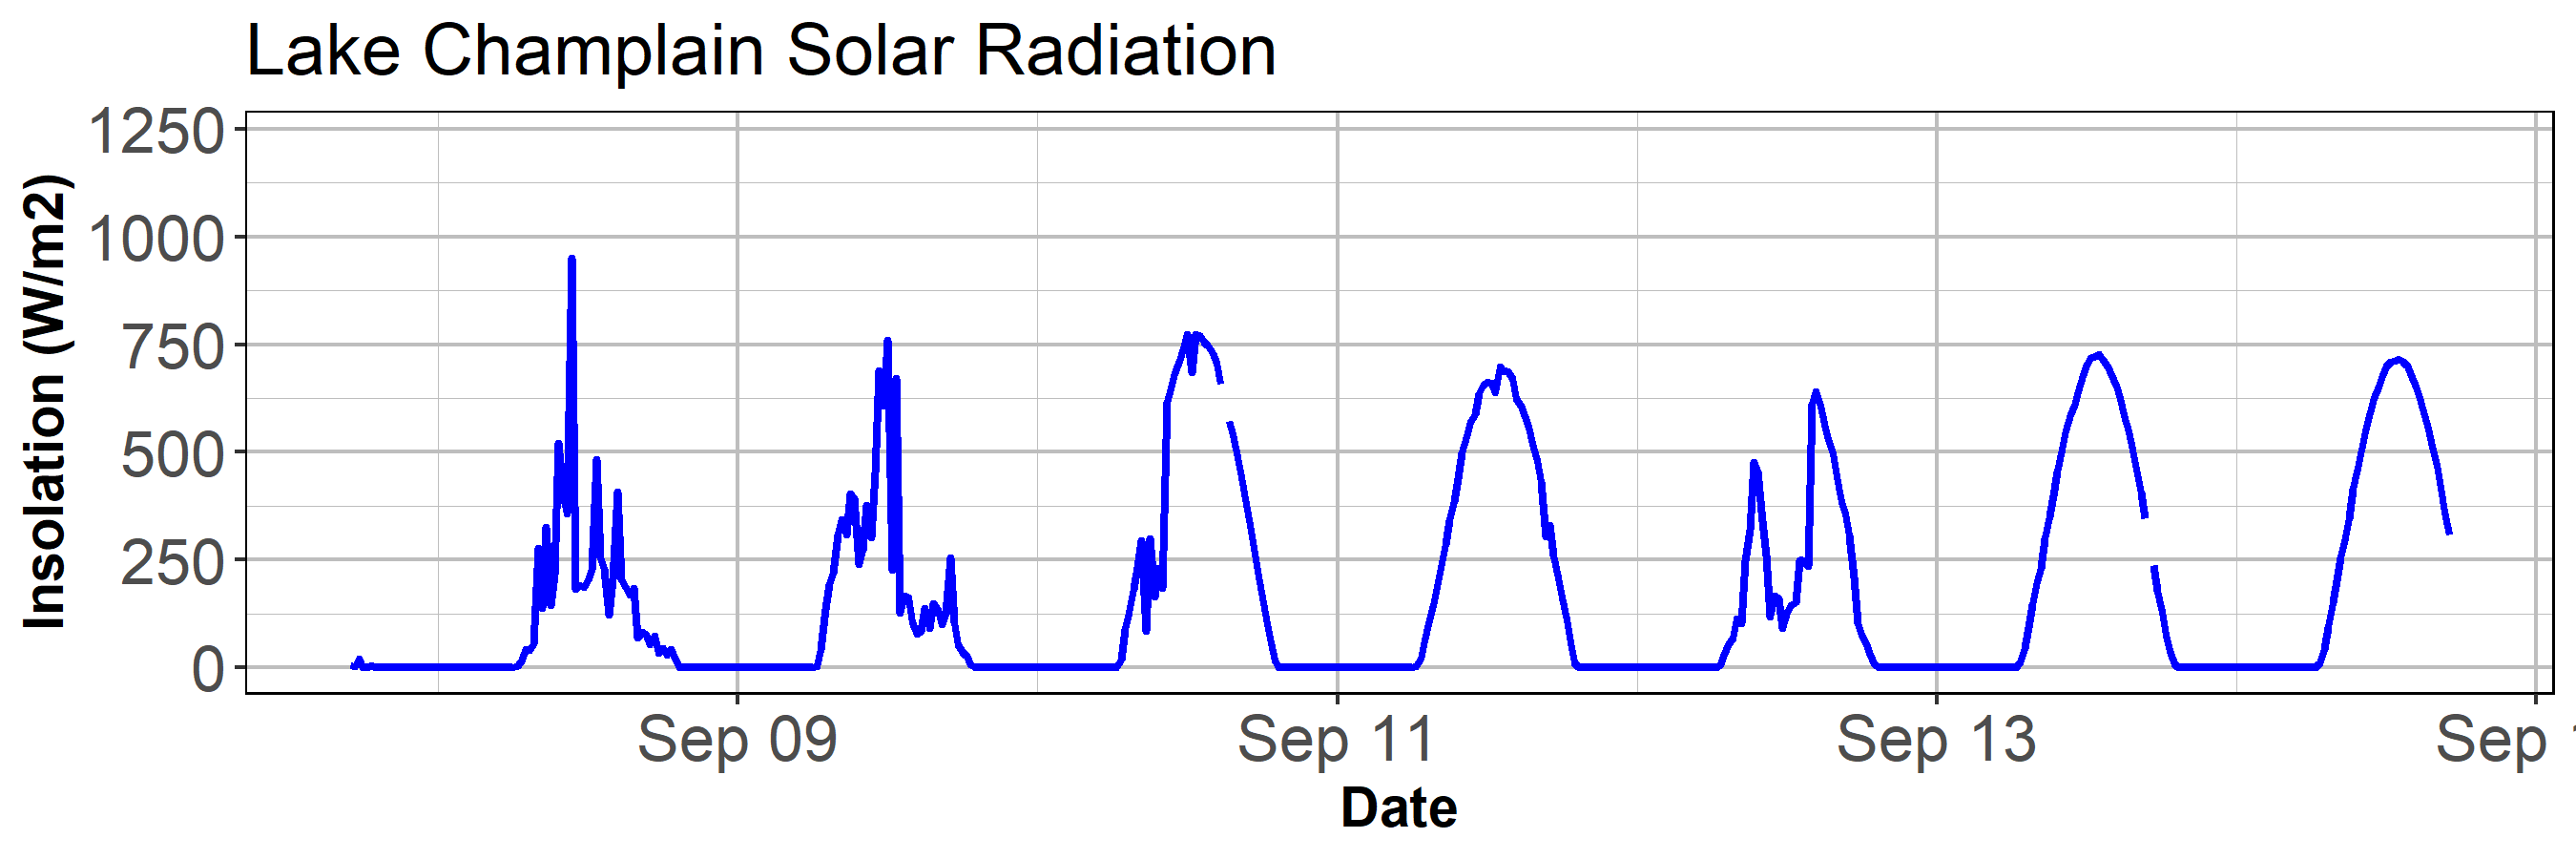 Lake Champlain Solar Radiation
1250
1000
750
500
250
0
Insolation (W/m2)
Sep 09
Sep 11
Sep 13
Sep
Date